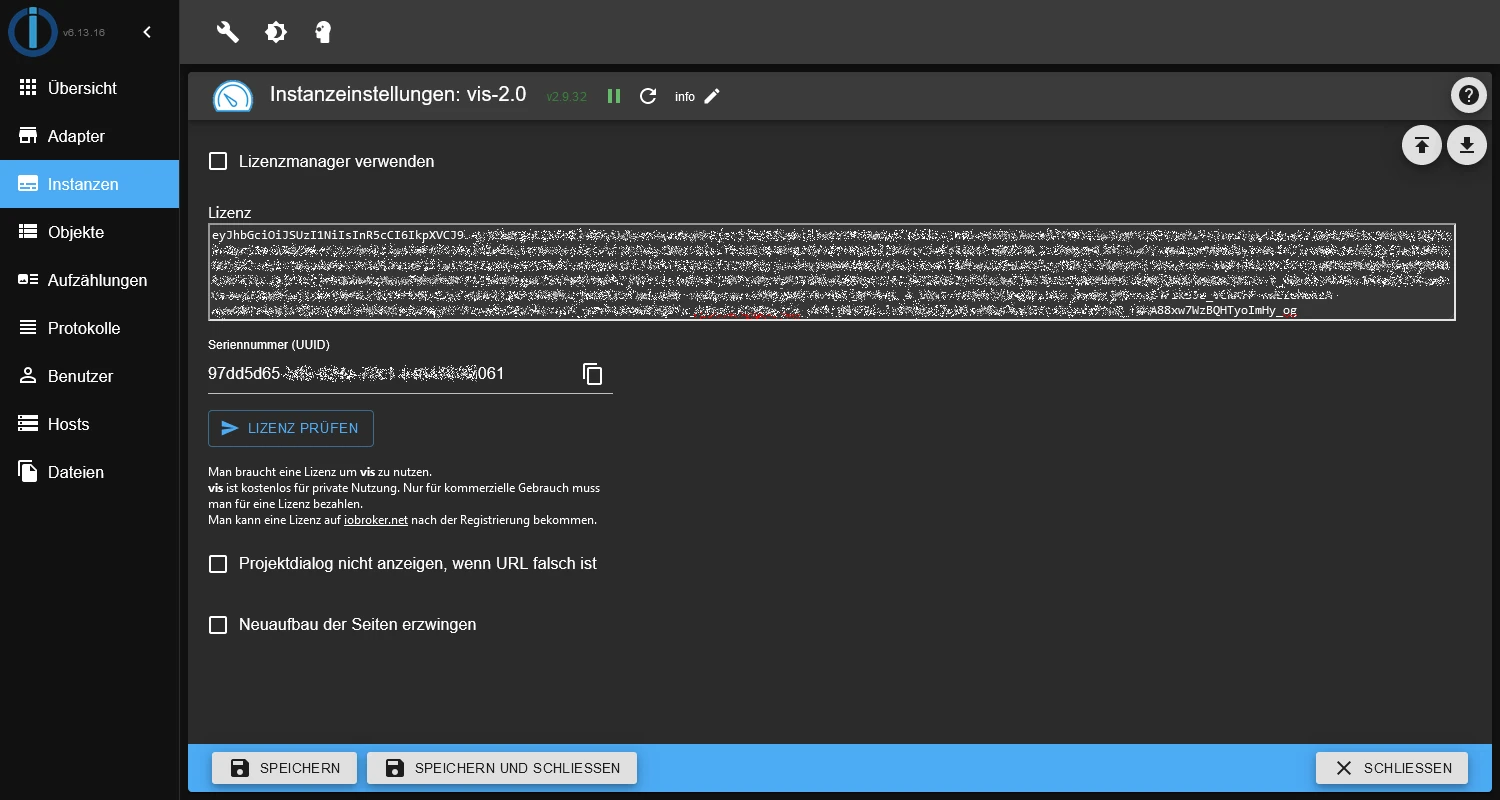 v6.13.16
Übersicht
Adapter
Instanzen
Objekte
Aufzählungen
Protokolle
Benutzer
Hosts
Dateien
Instanzeinstellungen: vis-2.0
v2.9.32
info
Lizenzmanager verwenden
Lizenz
eyJhbGciOiJSUzI1NiIsInR5cCI6IkpXVCJ9
A88xw7WzBQHTyoImHy_og
Seriennummer (UUID)
97dd5d65 061
LIZENZ PRÜFEN
Man braucht eine Lizenz um vis zu nutzen.
vis ist kostenlos für private Nutzung. Nur für kommerzielle Gebrauch muss
man für eine Lizenz bezahlen.
Man kann eine Lizenz auf iobroker.net nach der Registrierung bekommen.
Projektdialog nicht anzeigen, wenn URL falsch ist
Neuaufbau der Seiten erzwingen
SPEICHERN
SPEICHERN UND SCHLIESSEN
SCHLIESSEN